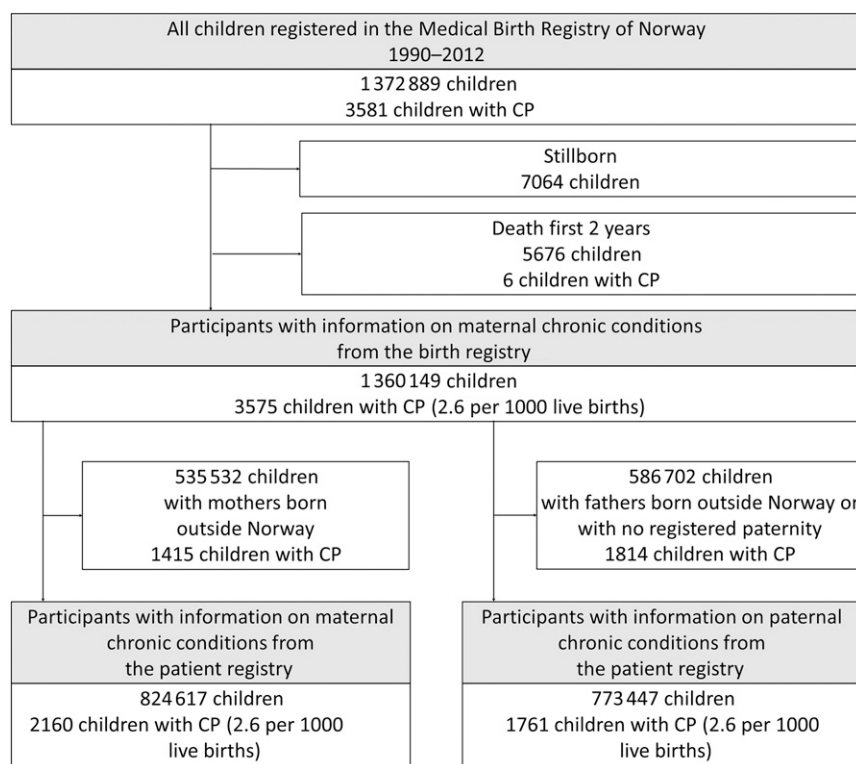 All children registered in the Medical Birth Registry of Norway
1990–2012
1 372 889 children
3581 children with CP
Stillborn
7064 children
Death first 2 years
5676 children
6 children with CP
Participants with information on maternal chronic conditions
from the birth registry
1 360 149 children
3575 children with CP (2.6 per 1000 live births)
535 532 children
with mothers born
outside Norway
1415 children with CP
586 702 children
with fathers born outside Norway or
with no registered paternity
1814 children with CP
Participants with information on maternal
chronic conditions from
the patient registry
824 617 children
2160 children with CP (2.6 per 1000
live births)
Participants with information on paternal
chronic conditions from
the patient registry
773 447 children
1761 children with CP (2.6 per 1000
live births)